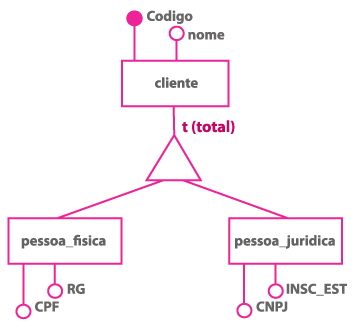 Codigo
nome
cliente
t (total)
pessoa_fisica
pessoa_juridica
RG
CPF
INSC_EST
CNPJ